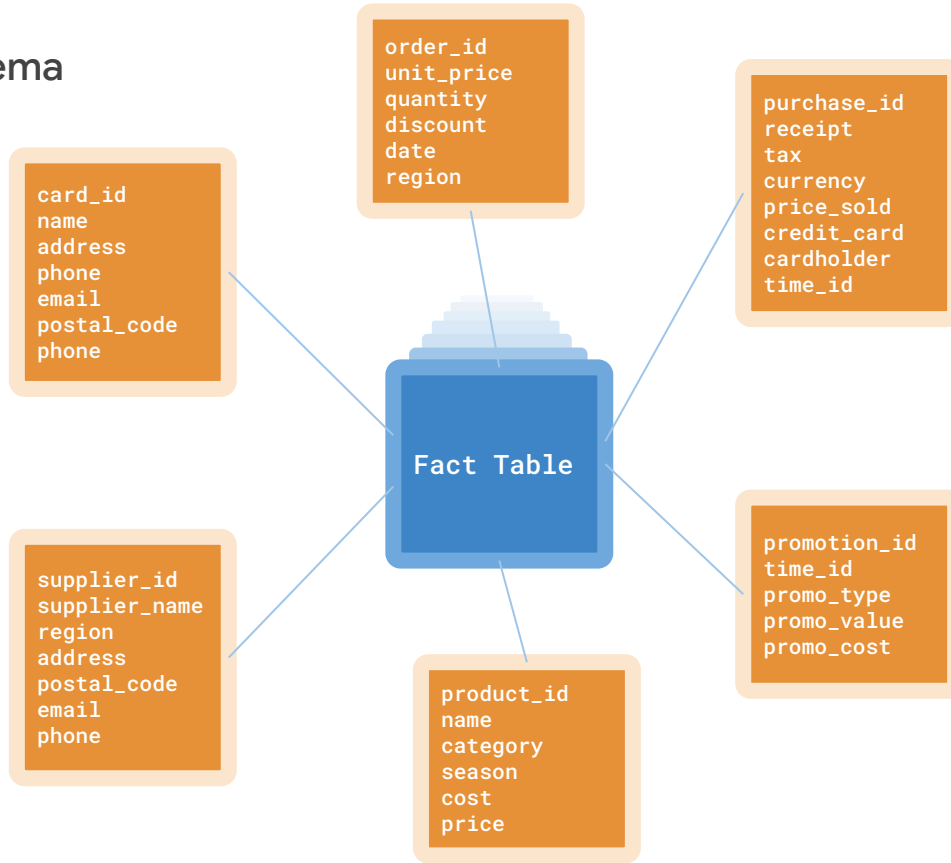 ema
order_id
unit_price
quantity
discount
date
region
purchase_id
receipt
tax
currency
price_sold
credit_card
cardholder
time_id
card_id
name
address
phone
email
postal_code
phone
Fact Table
supplier_id
supplier_name
region
address
postal_code
email
phone
promotion_id
time_id
promo_type
promo_value
promo_cost
product_id
name
category
season
cost
price